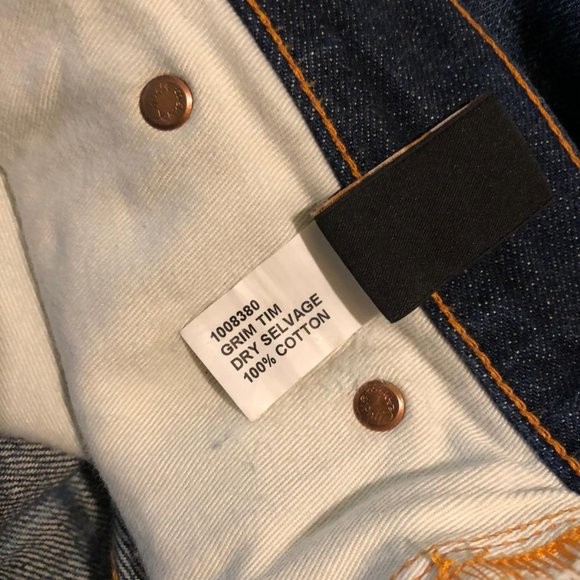 1008380
GRIM TIM
DRY SELVAGE
100% COTTON